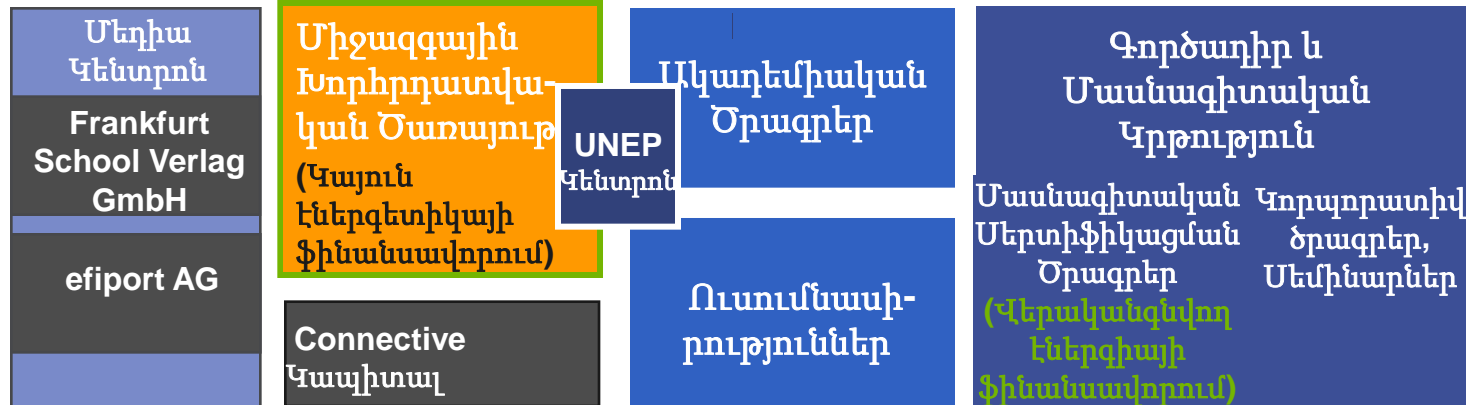 Մեդիա
Կենտրոն
Frankfurt
School Verlag
GmbH
efiport AG
Միջազգային
Խորհրդատվա-
կան Ծառայութ
(Կայուն
էներգետիկայի
ֆինանսավորում)
Connective
Կապիտալ
UNEP
Կենտրոն
Ակադեմիական
Ծրագրեր
Ուսումնասի-
րություններ
Գործադիր և
Մասնագիտական
Կրթություն
Մասնագիտական
Սերտիֆիկացման
Ծրագրեր
(Վերականգնվող
էներգիայի
ֆինանսավորում)
Կորպորատիվ
ծրագրեր,
Սեմինարներ